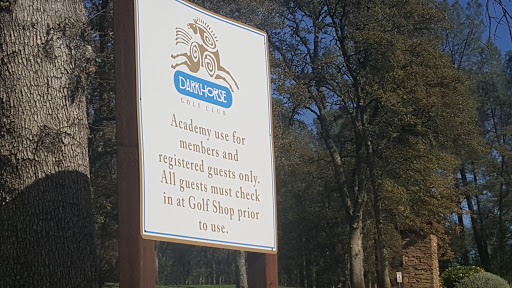 DARKHORSE
GOLF CLUB
Academy use for
members and
registered guests only.
All guests must check
in at Golf Shop prior
to use.